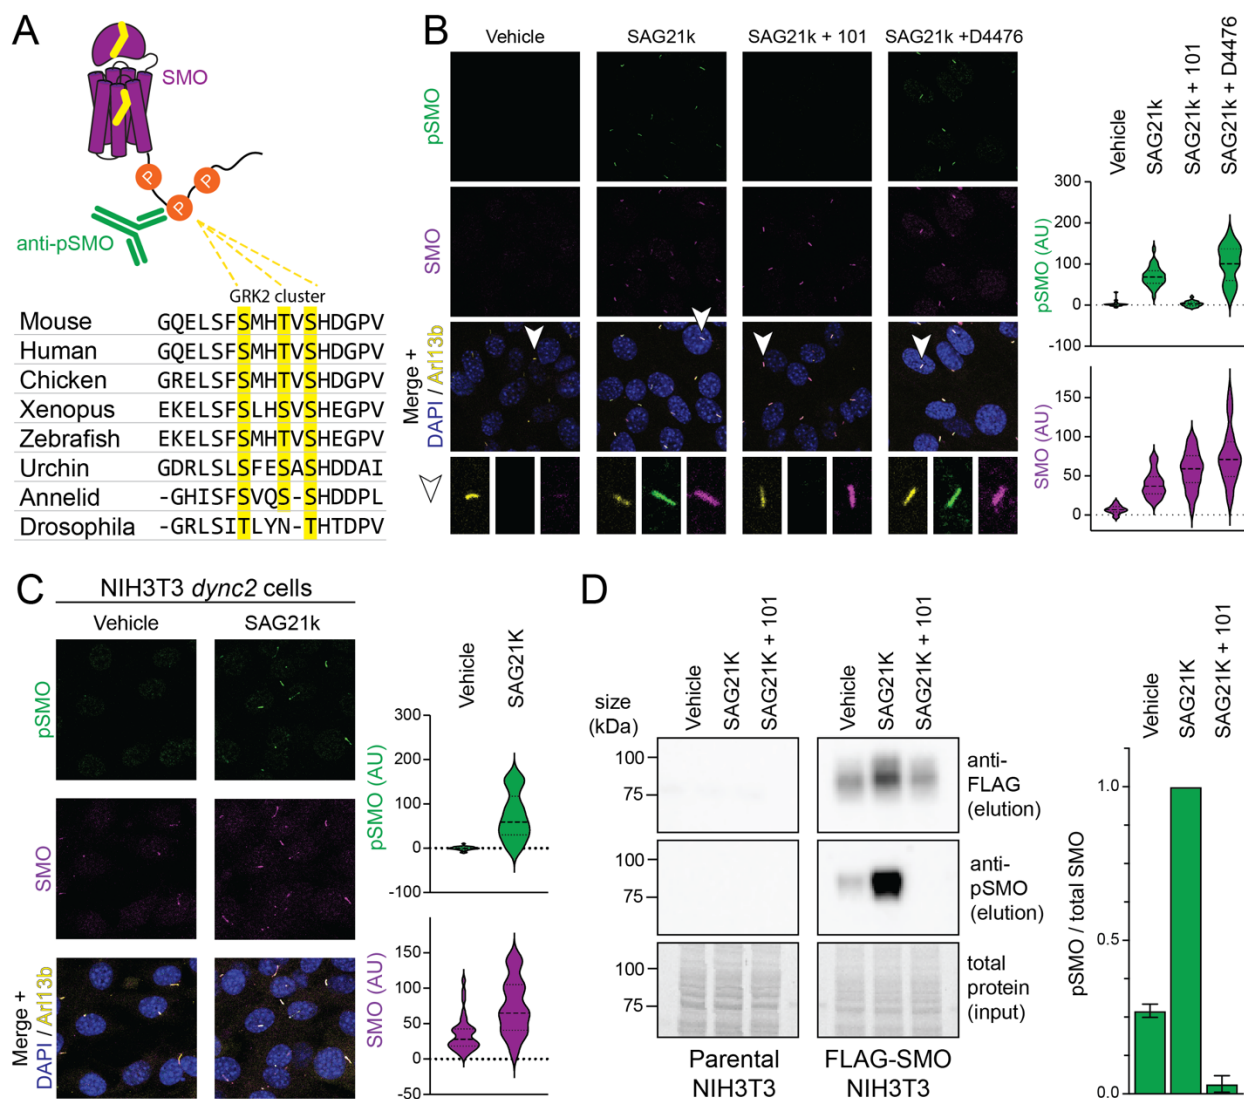 A
SMO
P
P
P
anti-pSMO
GRK2 cluster
Mouse GQELSFSMHTVSHDGPV
Human GQELSFSMHTVSHDGPV
Chicken GRELSFSMHTVSHDGPV
Xenopus EKELSFSLHSVSHEGPV
Zebrafish EKELSFSMHTVSHEGPV
Urchin GDRLSLSFESASHDDAI
Annelid -GHISFSVQS-SHDDPL
Drosophila -GRLSITLYN-THTDPV
B
Vehicle SAG21k SAG21k + 101 SAG21k +D4476
pSMO
SMO
Merge +
DAPI / Arl13b
Vehicle
SAG21k
SAG21k + 101
SAG21k + D4476
pSMO (AU)
300
200
100
0
SMO (AU)
150
100
50
0
C
NIH3T3 dync2 cells
Vehicle SAG21k
pSMO
SMO
Merge +
DAPI / Arl13b
Vehicle
SAG21K
pSMO (AU)
300
200
100
0
-100
SMO (AU)
150
100
50
0
-50
D
size
(kDa)
Vehicle
SAG21K
SAG21K + 101
Vehicle
SAG21K
SAG21K + 101
100
75
anti-
FLAG
(elution)
100
75
anti-
pSMO
(elution)
100
75
total
protein
(input)
Parental
NIH3T3
FLAG-SMO
NIH3T3
Vehicle
SAG21K
SAG21K + 101
pSMO / total SMO
1.0
0.5
0.0